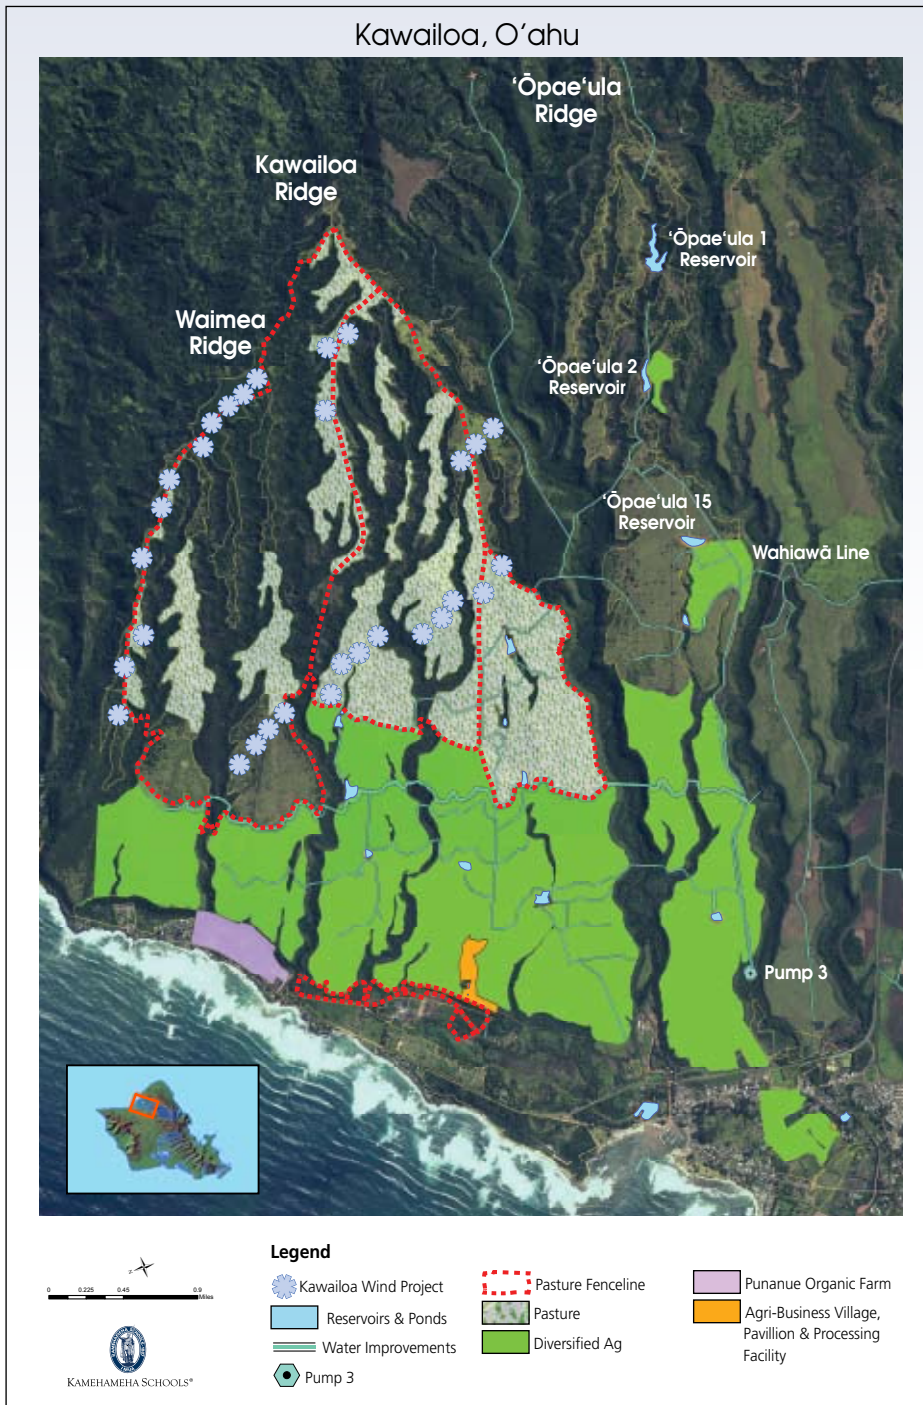 Kawailoa, O‘ahu
‘Ōpae‘ula
Ridge
Kawailoa
Ridge
‘Ōpae‘ula 1
Reservoir
Waimea
Ridge
‘Ōpae‘ula 2
Reservoir
‘Ōpae‘ula 15
Reservoir
Wahiawā Line
Pump 3
Legend
Kawailoa Wind Project
Reservoirs & Ponds
Water Improvements
Pump 3
Pasture Fenceline
Pasture
Diversified Ag
Punanue Organic Farm
Agri-Business Village,
Pavillion & Processing
Facility
0 0.225 0.45 0.9
Miles
KAMEHAMEHA SCHOOLS®